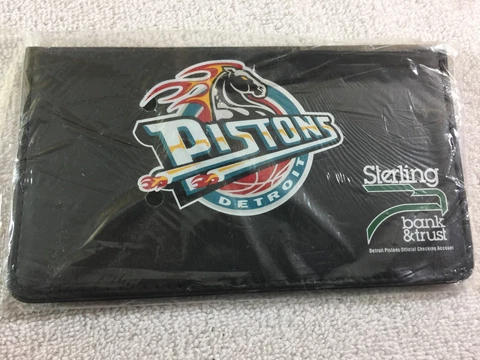 PISTONS
DETROIT
Sterling
bank
&trust
Detroit Pistons Official Checking Account